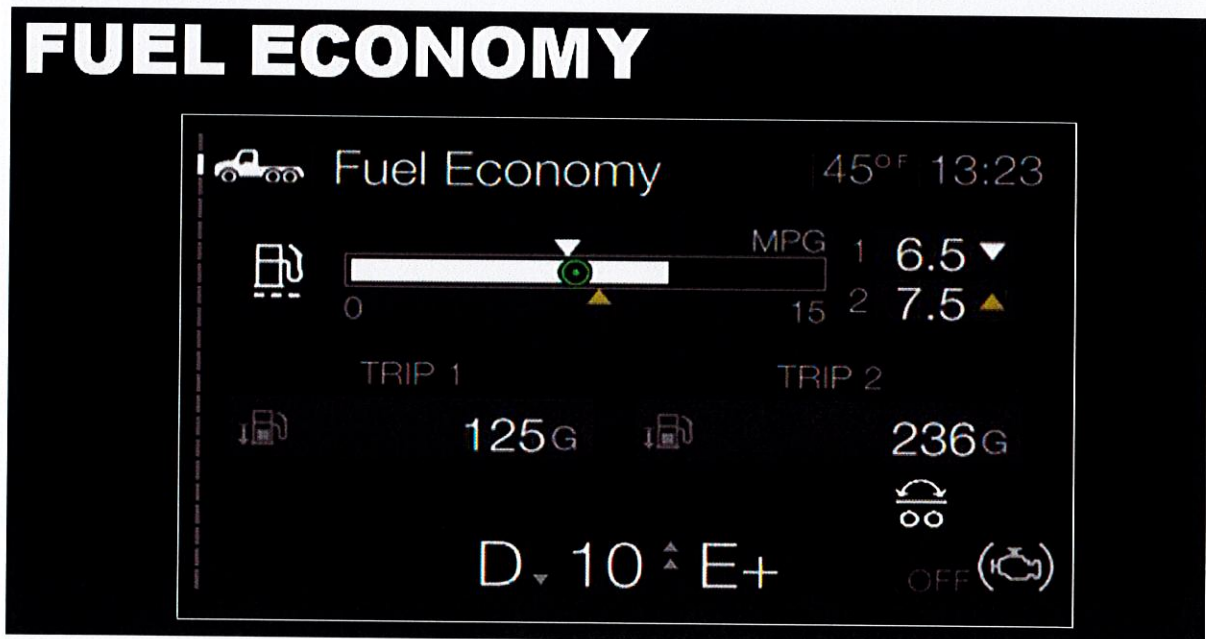 FUEL ECONOMY
Fuel Economy 45°F 13:23
MPG 1 6.5
0 15 2 7.5
TRIP 1 TRIP 2
125G 236G
D 10 E+ OFF